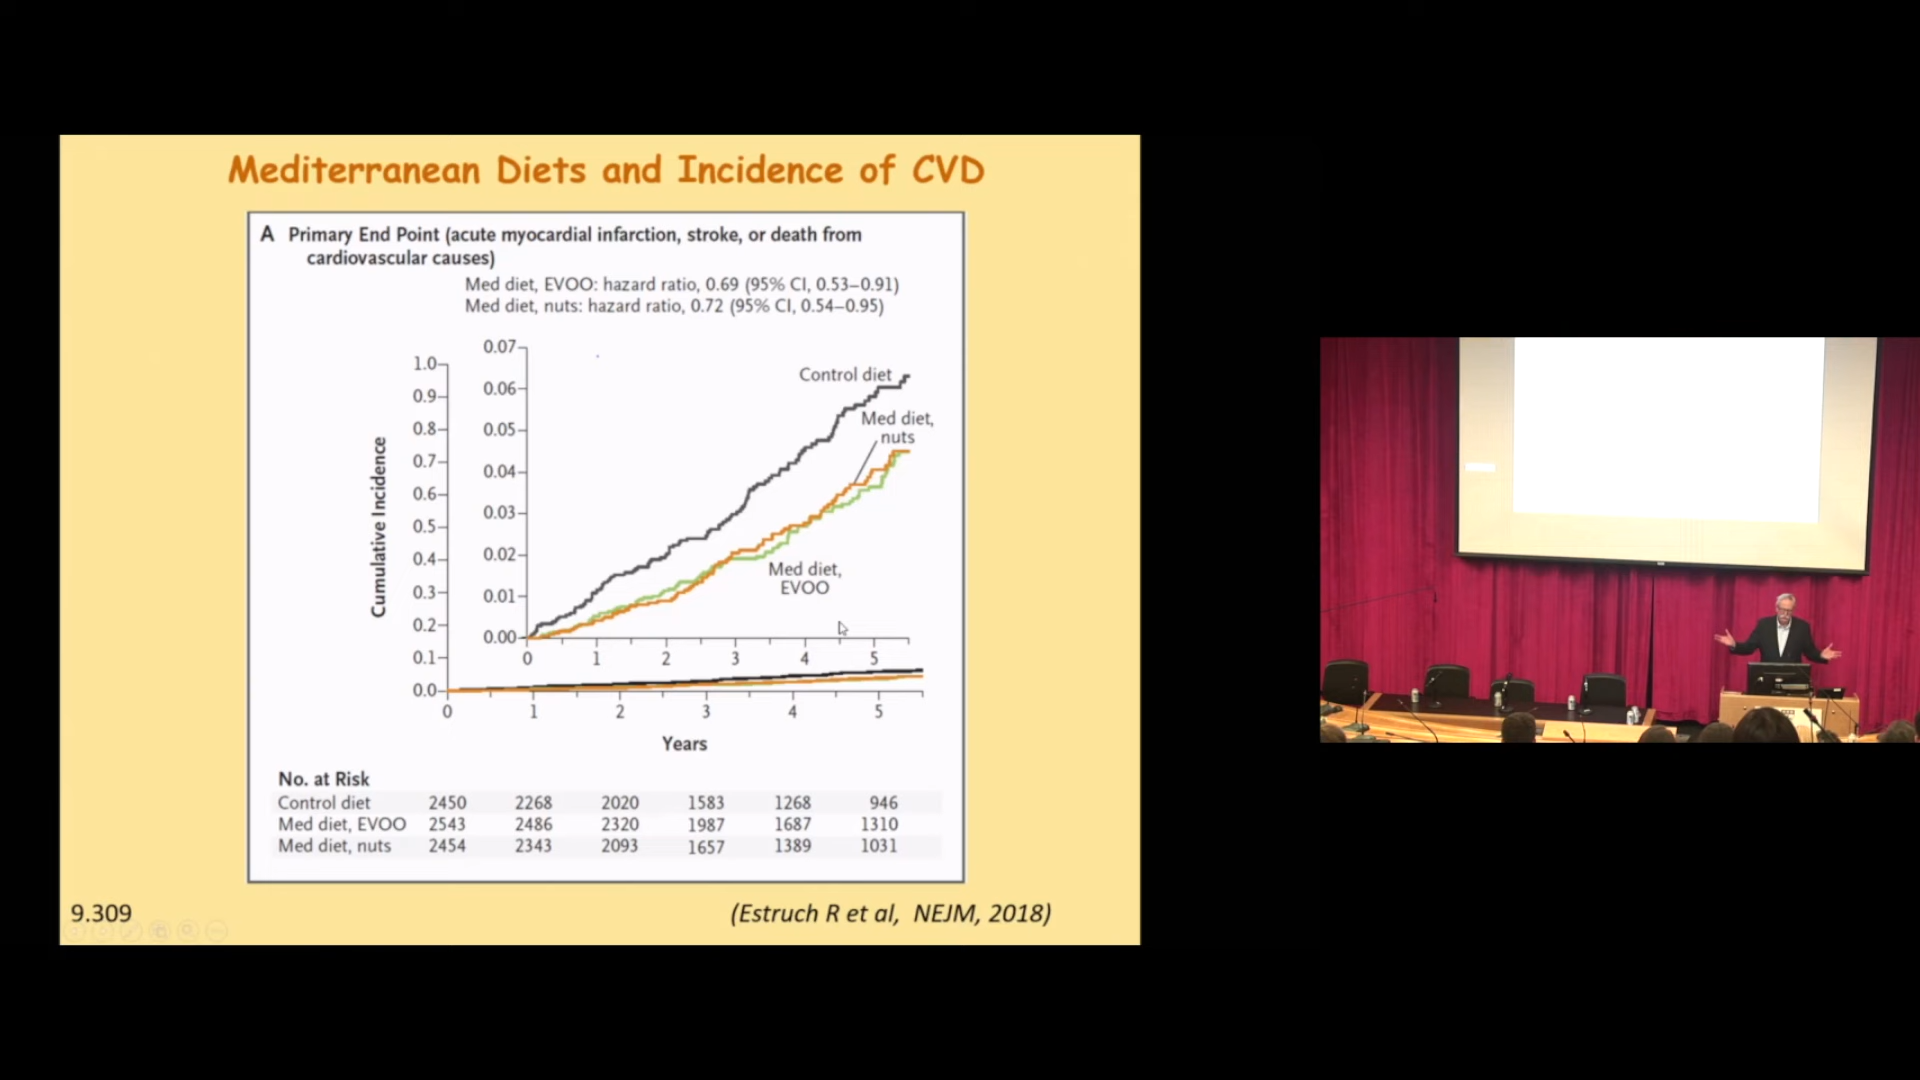 Mediterranean Diets and Incidence of CVD
A Primary End Point (acute myocardial infarction, stroke, or death from
cardiovascular causes)
Med diet, EVOO: hazard ratio, 0.69 (95% CI, 0.53–0.91)
Med diet, nuts: hazard ratio, 0.72 (95% CI, 0.54–0.95)
Cumulative Incidence
1.0
0.9
0.8
0.7
0.6
0.5
0.4
0.3
0.2
0.1
0.0
0.07
0.06
0.05
0.04
0.03
0.02
0.01
0.00
Control diet
Med diet,
nuts
Med diet,
EVOO
0 1 2 3 4 5
0 1 2 3 4 5
Years
No. at Risk
Control diet 2450 2268 2020 1583 1268 946
Med diet, EVOO 2543 2486 2320 1987 1687 1310
Med diet, nuts 2454 2343 2093 1657 1389 1031
9.309
(Estruch R et al, NEJM, 2018)